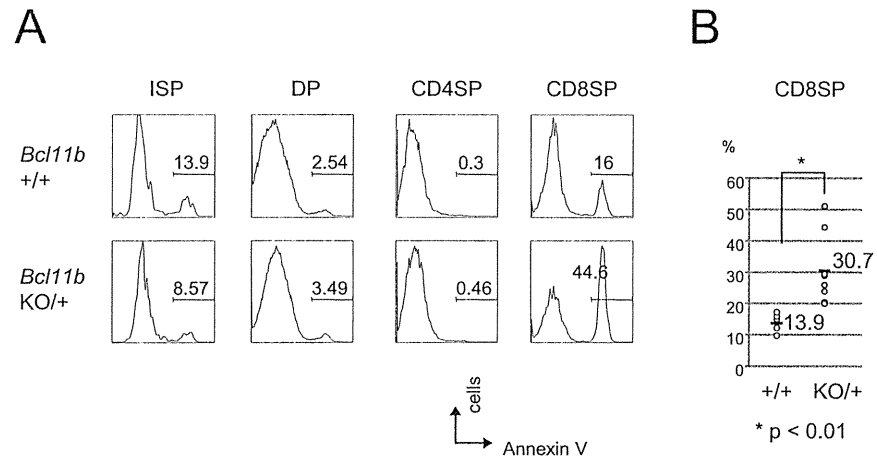 A
B
ISP DP CD4SP CD8SP
CD8SP
Bcl11b
+/+
13.9 2.54 0.3 16
Bcl11b
KO/+
8.57 3.49 0.46 44.6
cells
Annexin V
%
*
60
50
40
30
20
10
0
30.7
13.9
+/+ KO/+
* p < 0.01